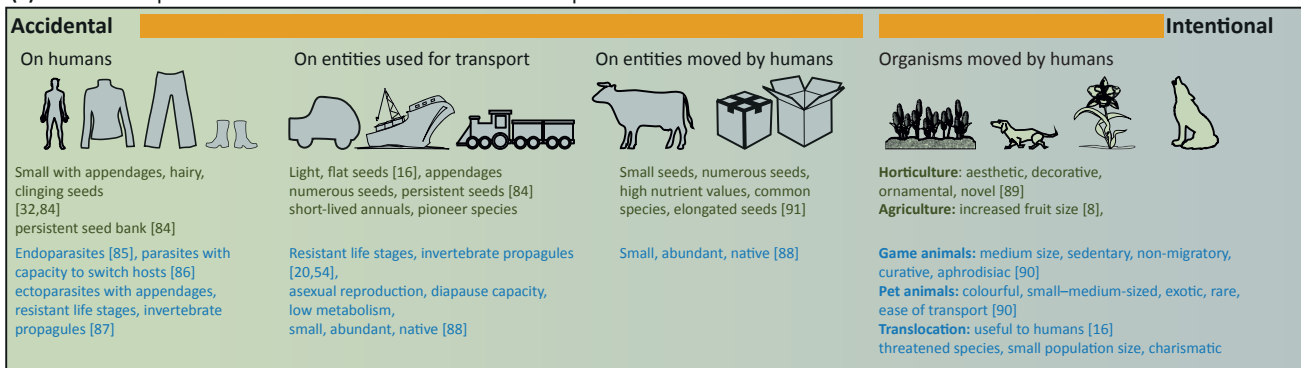 Accidental
Intentional
On humans
On entities used for transport
On entities moved by humans
Organisms moved by humans
Small with appendages, hairy,
clinging seeds
[32,84]
persistent seed bank [84]
Endoparasites [85], parasites with
capacity to switch hosts [86]
ectoparasites with appendages,
resistant life stages, invertebrate
propagules [87]
Light, flat seeds [16], appendages
numerous seeds, persistent seeds [84]
short-lived annuals, pioneer species
Resistant life stages, invertebrate propagules
[20,54],
asexual reproduction, diapause capacity,
low metabolism,
small, abundant, native [88]
Small seeds, numerous seeds,
high nutrient values, common
species, elongated seeds [91]
Small, abundant, native [88]
Horticulture: aesthetic, decorative,
ornamental, novel [89]
Agriculture: increased fruit size [8],
Game animals: medium size, sedentary, non-migratory,
curative, aphrodisiac [90]
Pet animals: colourful, small–medium-sized, exotic, rare,
ease of transport [90]
Translocation: useful to humans [16]
threatened species, small population size, charismatic